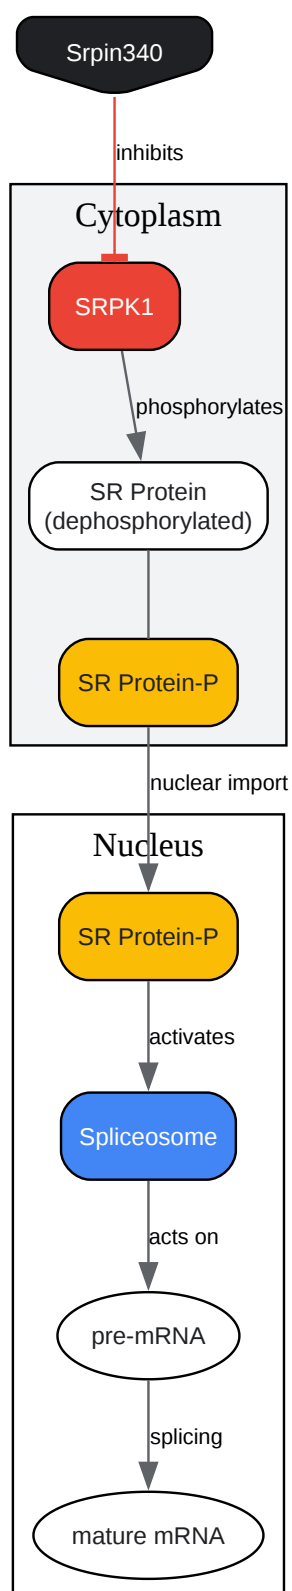 Srpin340
inhibits
Cytoplasm
SRPK1
phosphorylates
SR Protein
(dephosphorylated)
SR Protein-P
nuclear import
Nucleus
SR Protein-P
activates
Spliceosome
acts on
pre-mRNA
splicing
mature mRNA